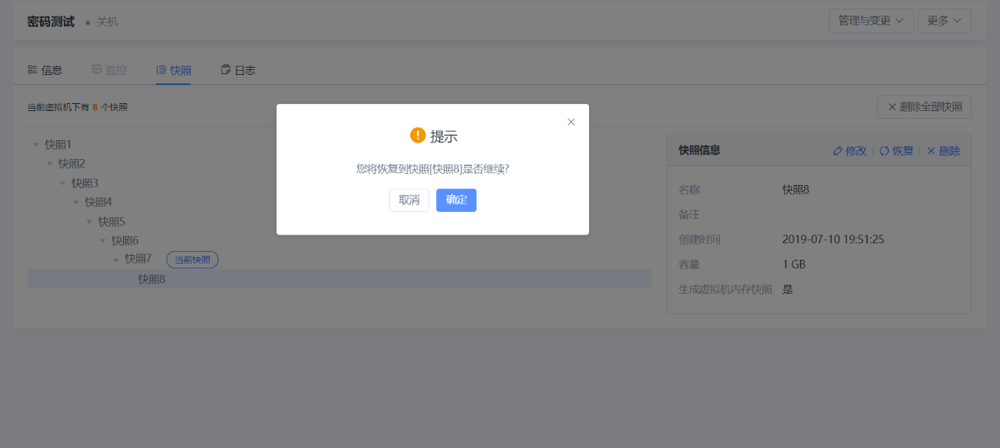 密码测试 关机 管理与变更 更多
信息 监控 快照 日志
当前虚拟机下有 8 个快照 删除全部快照
提示
您将恢复到快照[快照8]是否继续?
取消 确定
快照1
快照2
快照3
快照4
快照5
快照6
快照7 当前快照
快照8
快照信息 修改 恢复 删除
名称 快照8
备注
创建时间 2019-07-10 19:51:25
容量 1 GB
生成虚拟机内存快照 是